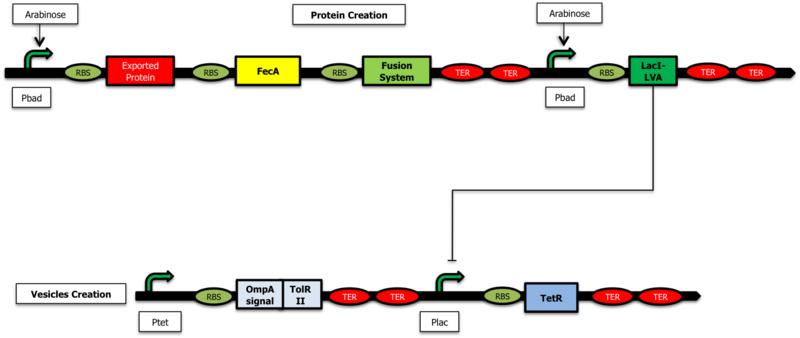 Arabinose
Protein Creation
Arabinose
RBS
Exported
Protein
RBS
FecA
RBS
Fusion
System
TER
TER
RBS
LacI-
LVA
TER
TER
Pbad
Pbad
Vesicles Creation
RBS
OmpA
signal
TolR
II
TER
TER
RBS
TetR
TER
TER
Ptet
Plac